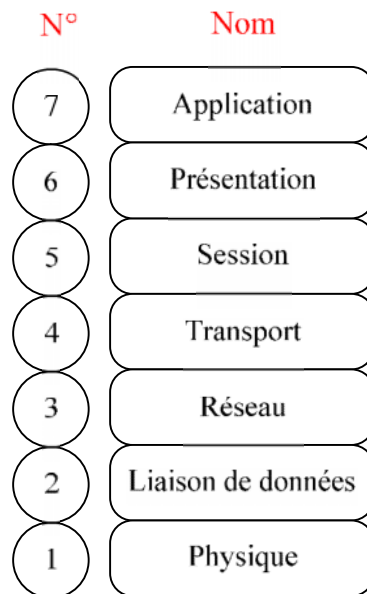 N° Nom
7 Application
6 Présentation
5 Session
4 Transport
3 Réseau
2 Liaison de données
1 Physique